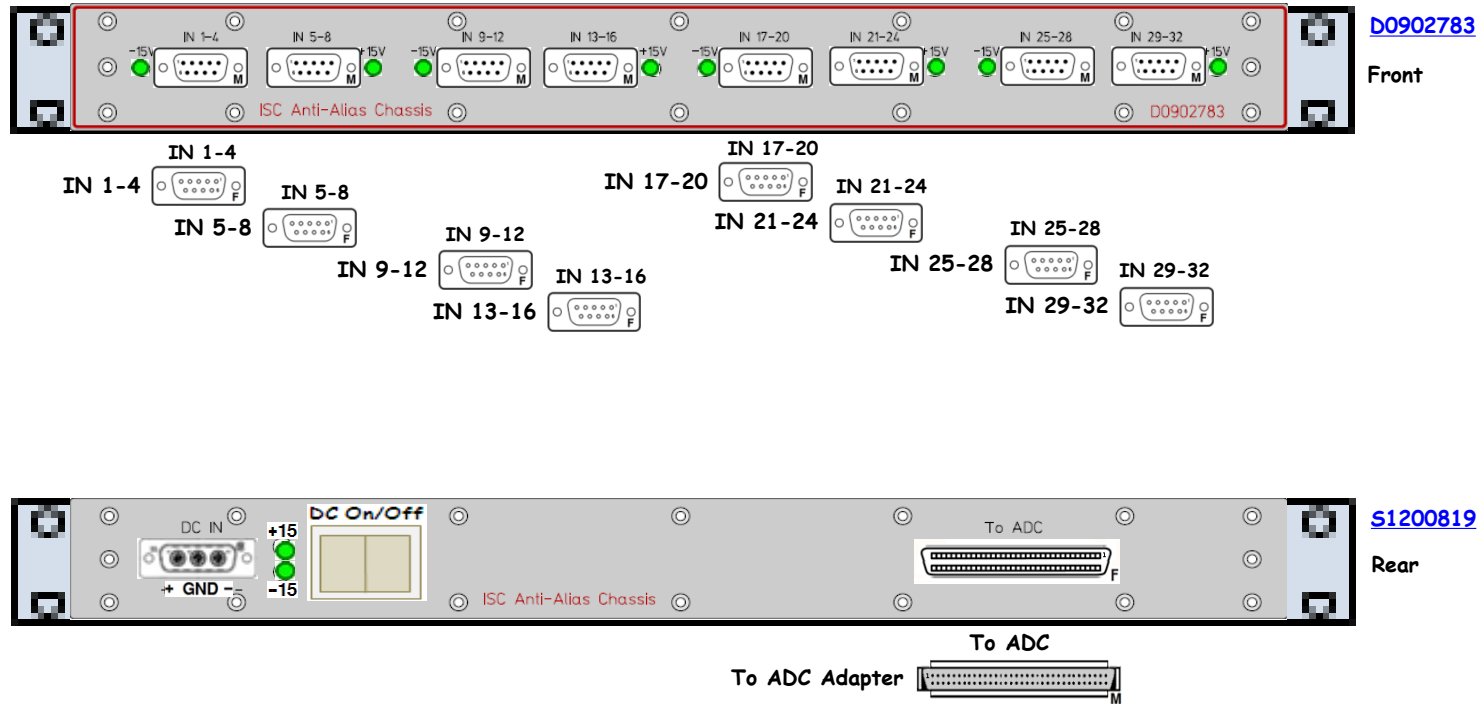 D0902783
Front
IN 1-4
IN 5-8
IN 9-12
IN 13-16
IN 17-20
IN 21-24
IN 25-28
IN 29-32
-15V
+15V
-15V
+15V
-15V
+15V
-15V
+15V
M
M
M
M
M
M
M
M
ISC Anti-Alias Chassis
D0902783
IN 1-4
IN 1-4
F
IN 5-8
IN 5-8
F
IN 9-12
IN 9-12
F
IN 13-16
IN 13-16
F
IN 17-20
IN 17-20
F
IN 21-24
IN 21-24
F
IN 25-28
IN 25-28
F
IN 29-32
IN 29-32
F
S1200819
Rear
DC IN
+ GND -
+15
-15
DC On/Off
ISC Anti-Alias Chassis
To ADC
1
F
To ADC
To ADC Adapter
1
M